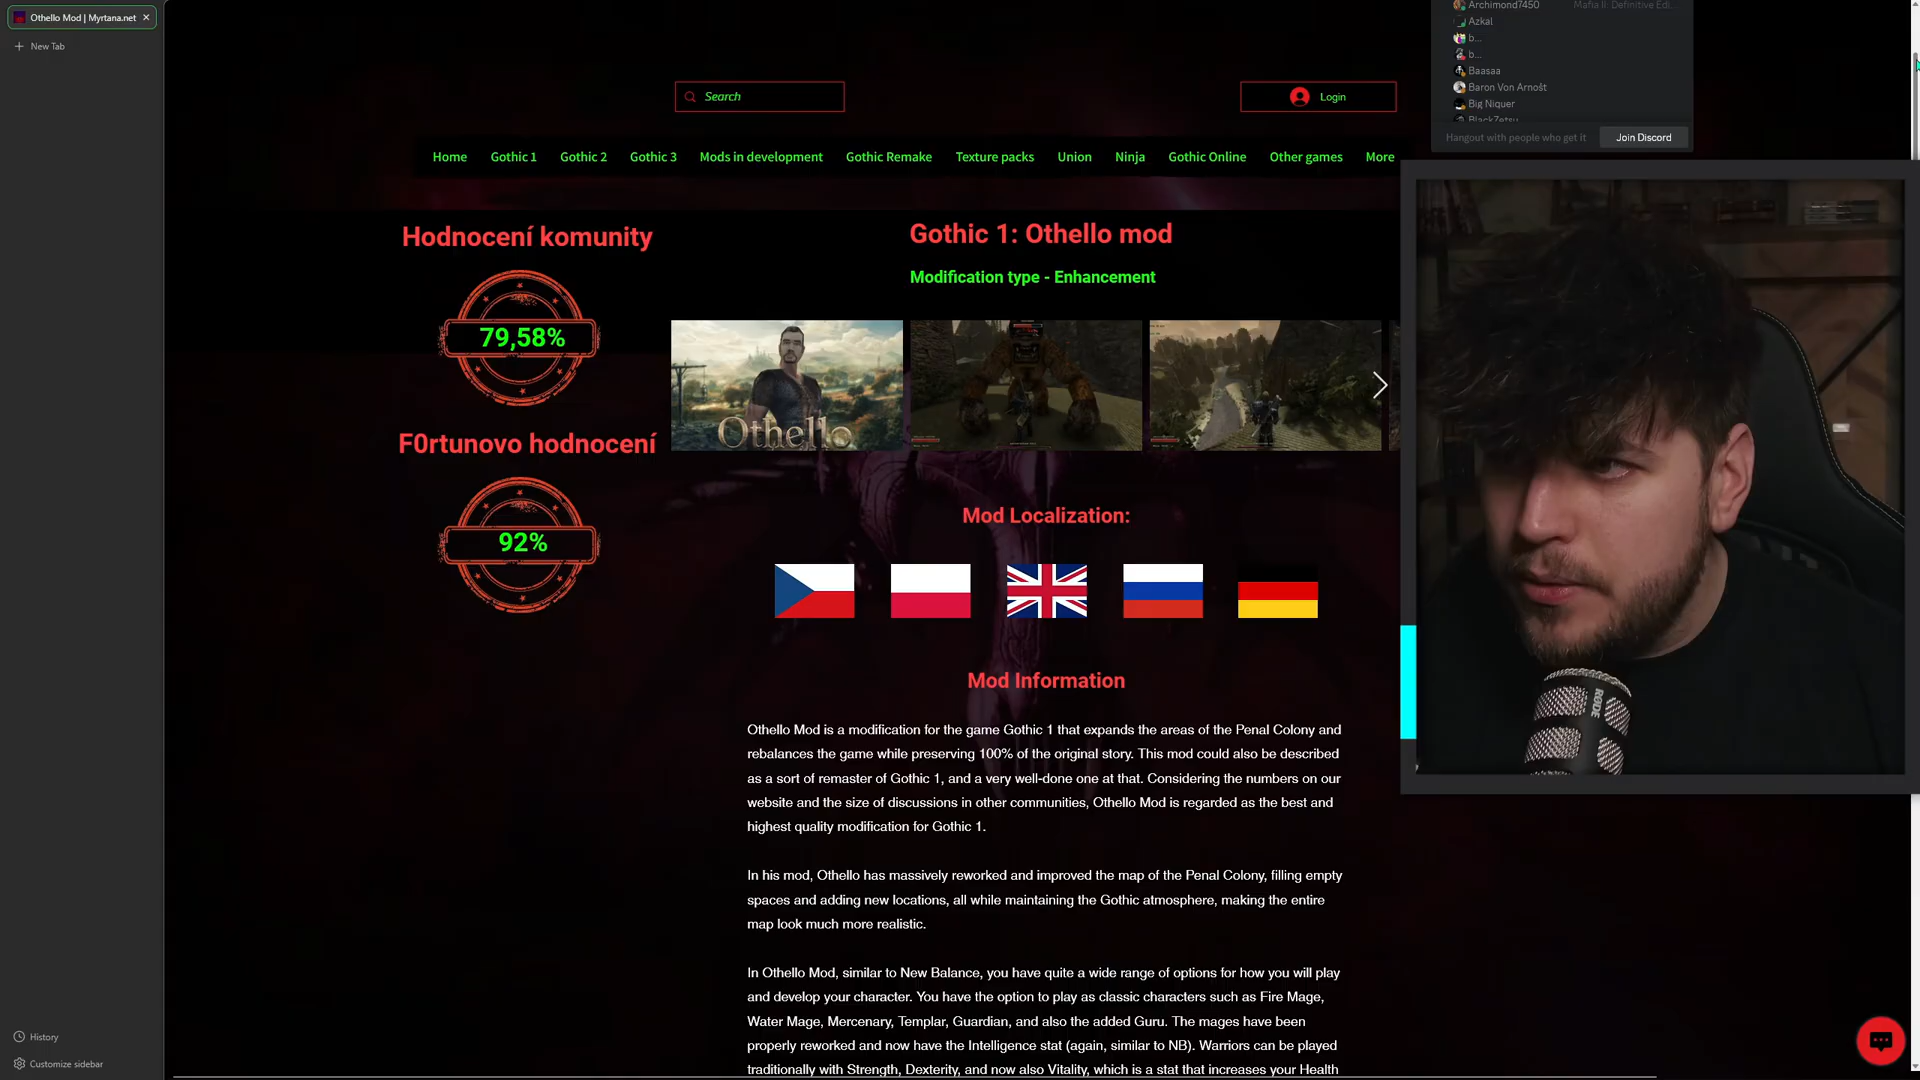 Othello Mod | Myrtana.net
New Tab
Archimond7450 Mafia II: Definitive Edi...
Azkal
b...
b...
Baasaa
Baron Von Arnošt
Big Niquer
BlackZetsu
Hangout with people who get it Join Discord
Search
Login
Home Gothic 1 Gothic 2 Gothic 3 Mods in development Gothic Remake Texture packs Union Ninja Gothic Online Other games More
Hodnocení komunity
79,58%
F0rtunovo hodnocení
92%
Gothic 1: Othello mod
Modification type - Enhancement
Othello
Mod Localization:
Mod Information
Othello Mod is a modification for the game Gothic 1 that expands the areas of the Penal Colony and
rebalances the game while preserving 100% of the original story. This mod could also be described
as a sort of remaster of Gothic 1, and a very well-done one at that. Considering the numbers on our
website and the size of discussions in other communities, Othello Mod is regarded as the best and
highest quality modification for Gothic 1.
In his mod, Othello has massively reworked and improved the map of the Penal Colony, filling empty
spaces and adding new locations, all while maintaining the Gothic atmosphere, making the entire
map look much more realistic.
In Othello Mod, similar to New Balance, you have quite a wide range of options for how you will play
and develop your character. You have the option to play as classic characters such as Fire Mage,
Water Mage, Mercenary, Templar, Guardian, and also the added Guru. The mages have been
properly reworked and now have the Intelligence stat (again, similar to NB). Warriors can be played
traditionally with Strength, Dexterity, and now also Vitality, which is a stat that increases your Health
RØDE
History
Customize sidebar